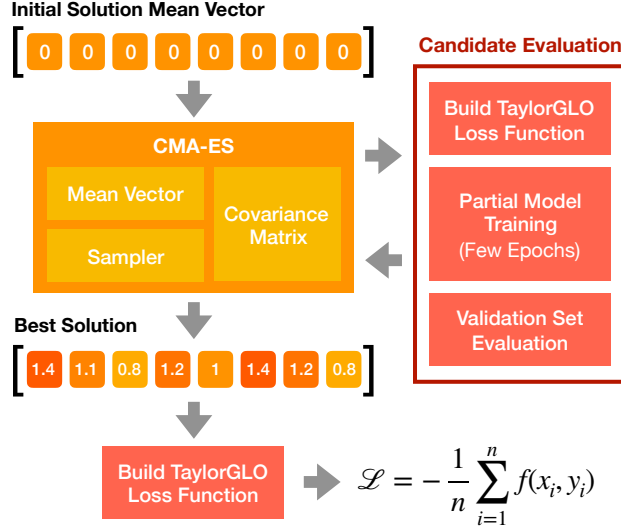 Initial Solution Mean Vector
[ 0 0 0 0 0 0 0 0 ]
CMA-ES
Mean Vector
Sampler
Covariance
Matrix
Candidate Evaluation
Build TaylorGLO
Loss Function
Partial Model
Training
(Few Epochs)
Validation Set
Evaluation
Best Solution
[ 1.4 1.1 0.8 1.2 1 1.4 1.2 0.8 ]
Build TaylorGLO
Loss Function
ℒ = − 1/n ∑_{i=1}^{n} f(x_i, y_i)